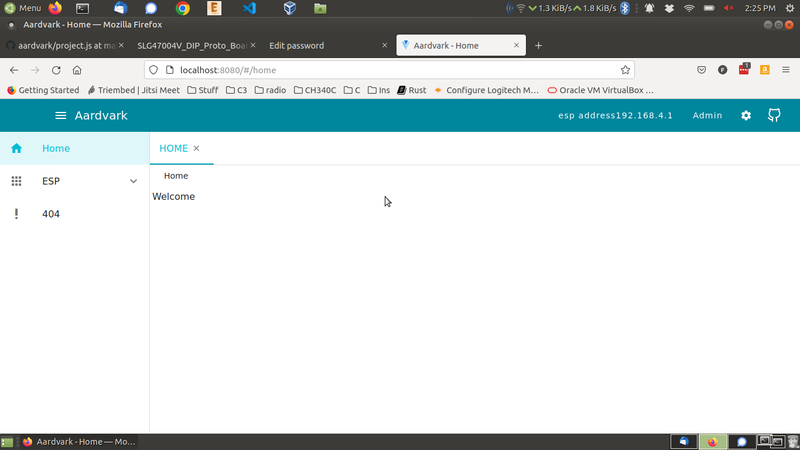 Menu
1.3 KiB/s 1.8 KiB/s
2:25 PM
Aardvark - Home — Mozilla Firefox
aardvark/project.js at ma
SLG47004V_DIP_Proto_Boa
Edit password
Aardvark - Home
localhost:8080/#/home
1
Getting Started
Triembed | Jitsi Meet
Stuff
C3
radio
CH340C
C
Ins
Rust
Configure Logitech M…
Oracle VM VirtualBox …
Aardvark
esp address192.168.4.1
Admin
Home
HOME
ESP
Home
404
Welcome
Aardvark - Home — Mo…